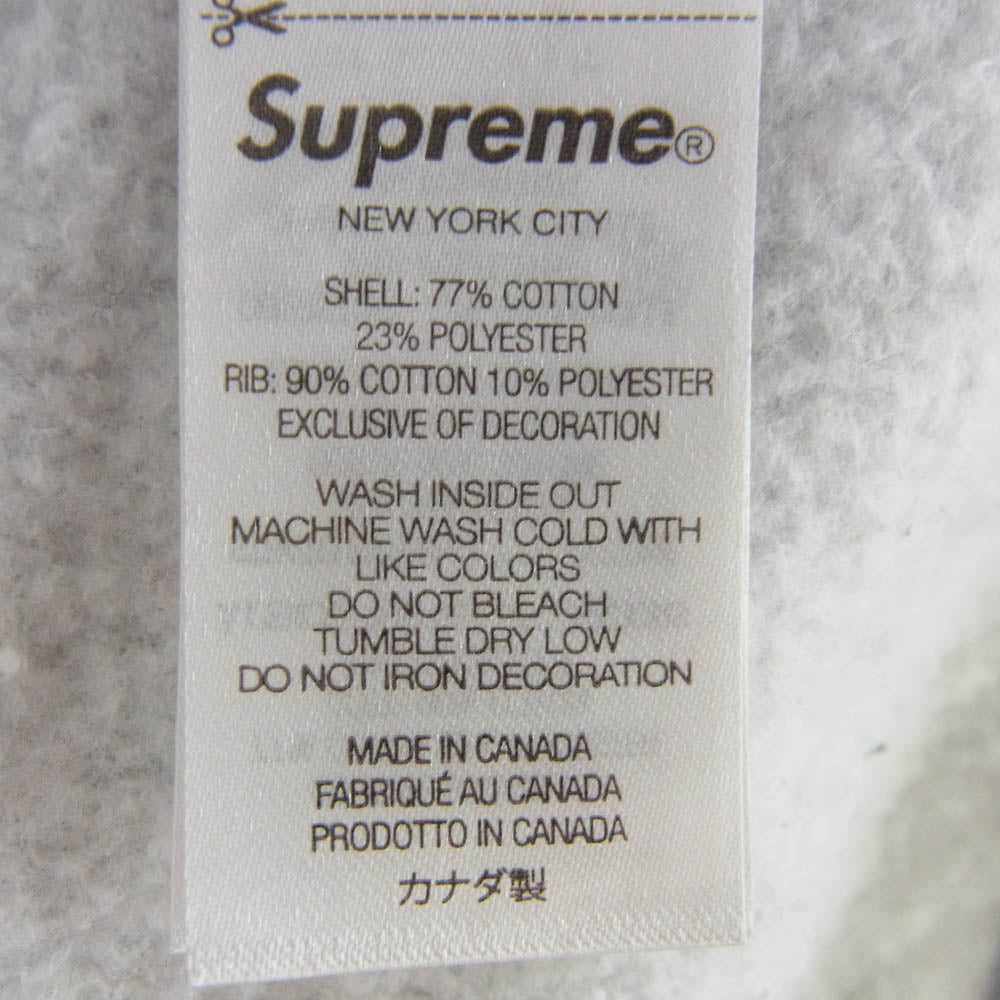 Supreme®
NEW YORK CITY
SHELL: 77% COTTON
23% POLYESTER
RIB: 90% COTTON 10% POLYESTER
EXCLUSIVE OF DECORATION
WASH INSIDE OUT
MACHINE WASH COLD WITH
LIKE COLORS
DO NOT BLEACH
TUMBLE DRY LOW
DO NOT IRON DECORATION
MADE IN CANADA
FABRIQUÉ AU CANADA
PRODOTTO IN CANADA
カナダ製